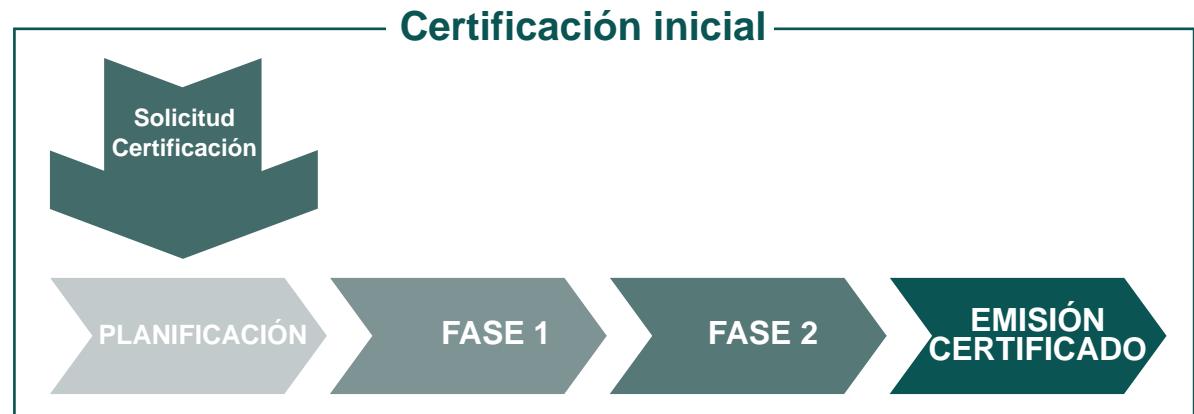 Certificación inicial
Solicitud
Certificación
PLANIFICACIÓN
FASE 1
FASE 2
EMISIÓN
CERTIFICADO